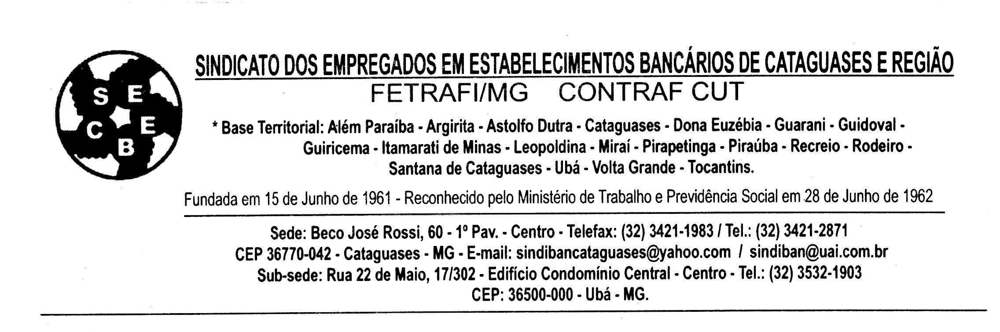 SINDICATO DOS EMPREGADOS EM ESTABELECIMENTOS BANCÁRIOS DE CATAGUASES E REGIÃO
FETRAFI/MG CONTRAF CUT
S E E B C
* Base Territorial: Além Paraíba - Argirita - Astolfo Dutra - Cataguases - Dona Euzébia - Guarani - Guidoval -
Guiricema - Itamarati de Minas - Leopoldina - Miraí - Pirapetinga - Piraúba - Recreio - Rodeiro -
Santana de Cataguases - Ubá - Volta Grande - Tocantins.
Fundada em 15 de Junho de 1961 - Reconhecido pelo Ministério de Trabalho e Previdência Social em 28 de Junho de 1962
Sede: Beco José Rossi, 60 - 1º Pav. - Centro - Telefax: (32) 3421-1983 / Tel.: (32) 3421-2871
CEP 36770-042 - Cataguases - MG - E-mail: sindibancataguases@yahoo.com / sindiban@uai.com.br
Sub-sede: Rua 22 de Maio, 17/302 - Edifício Condomínio Central - Centro - Tel.: (32) 3532-1903
CEP: 36500-000 - Ubá - MG.